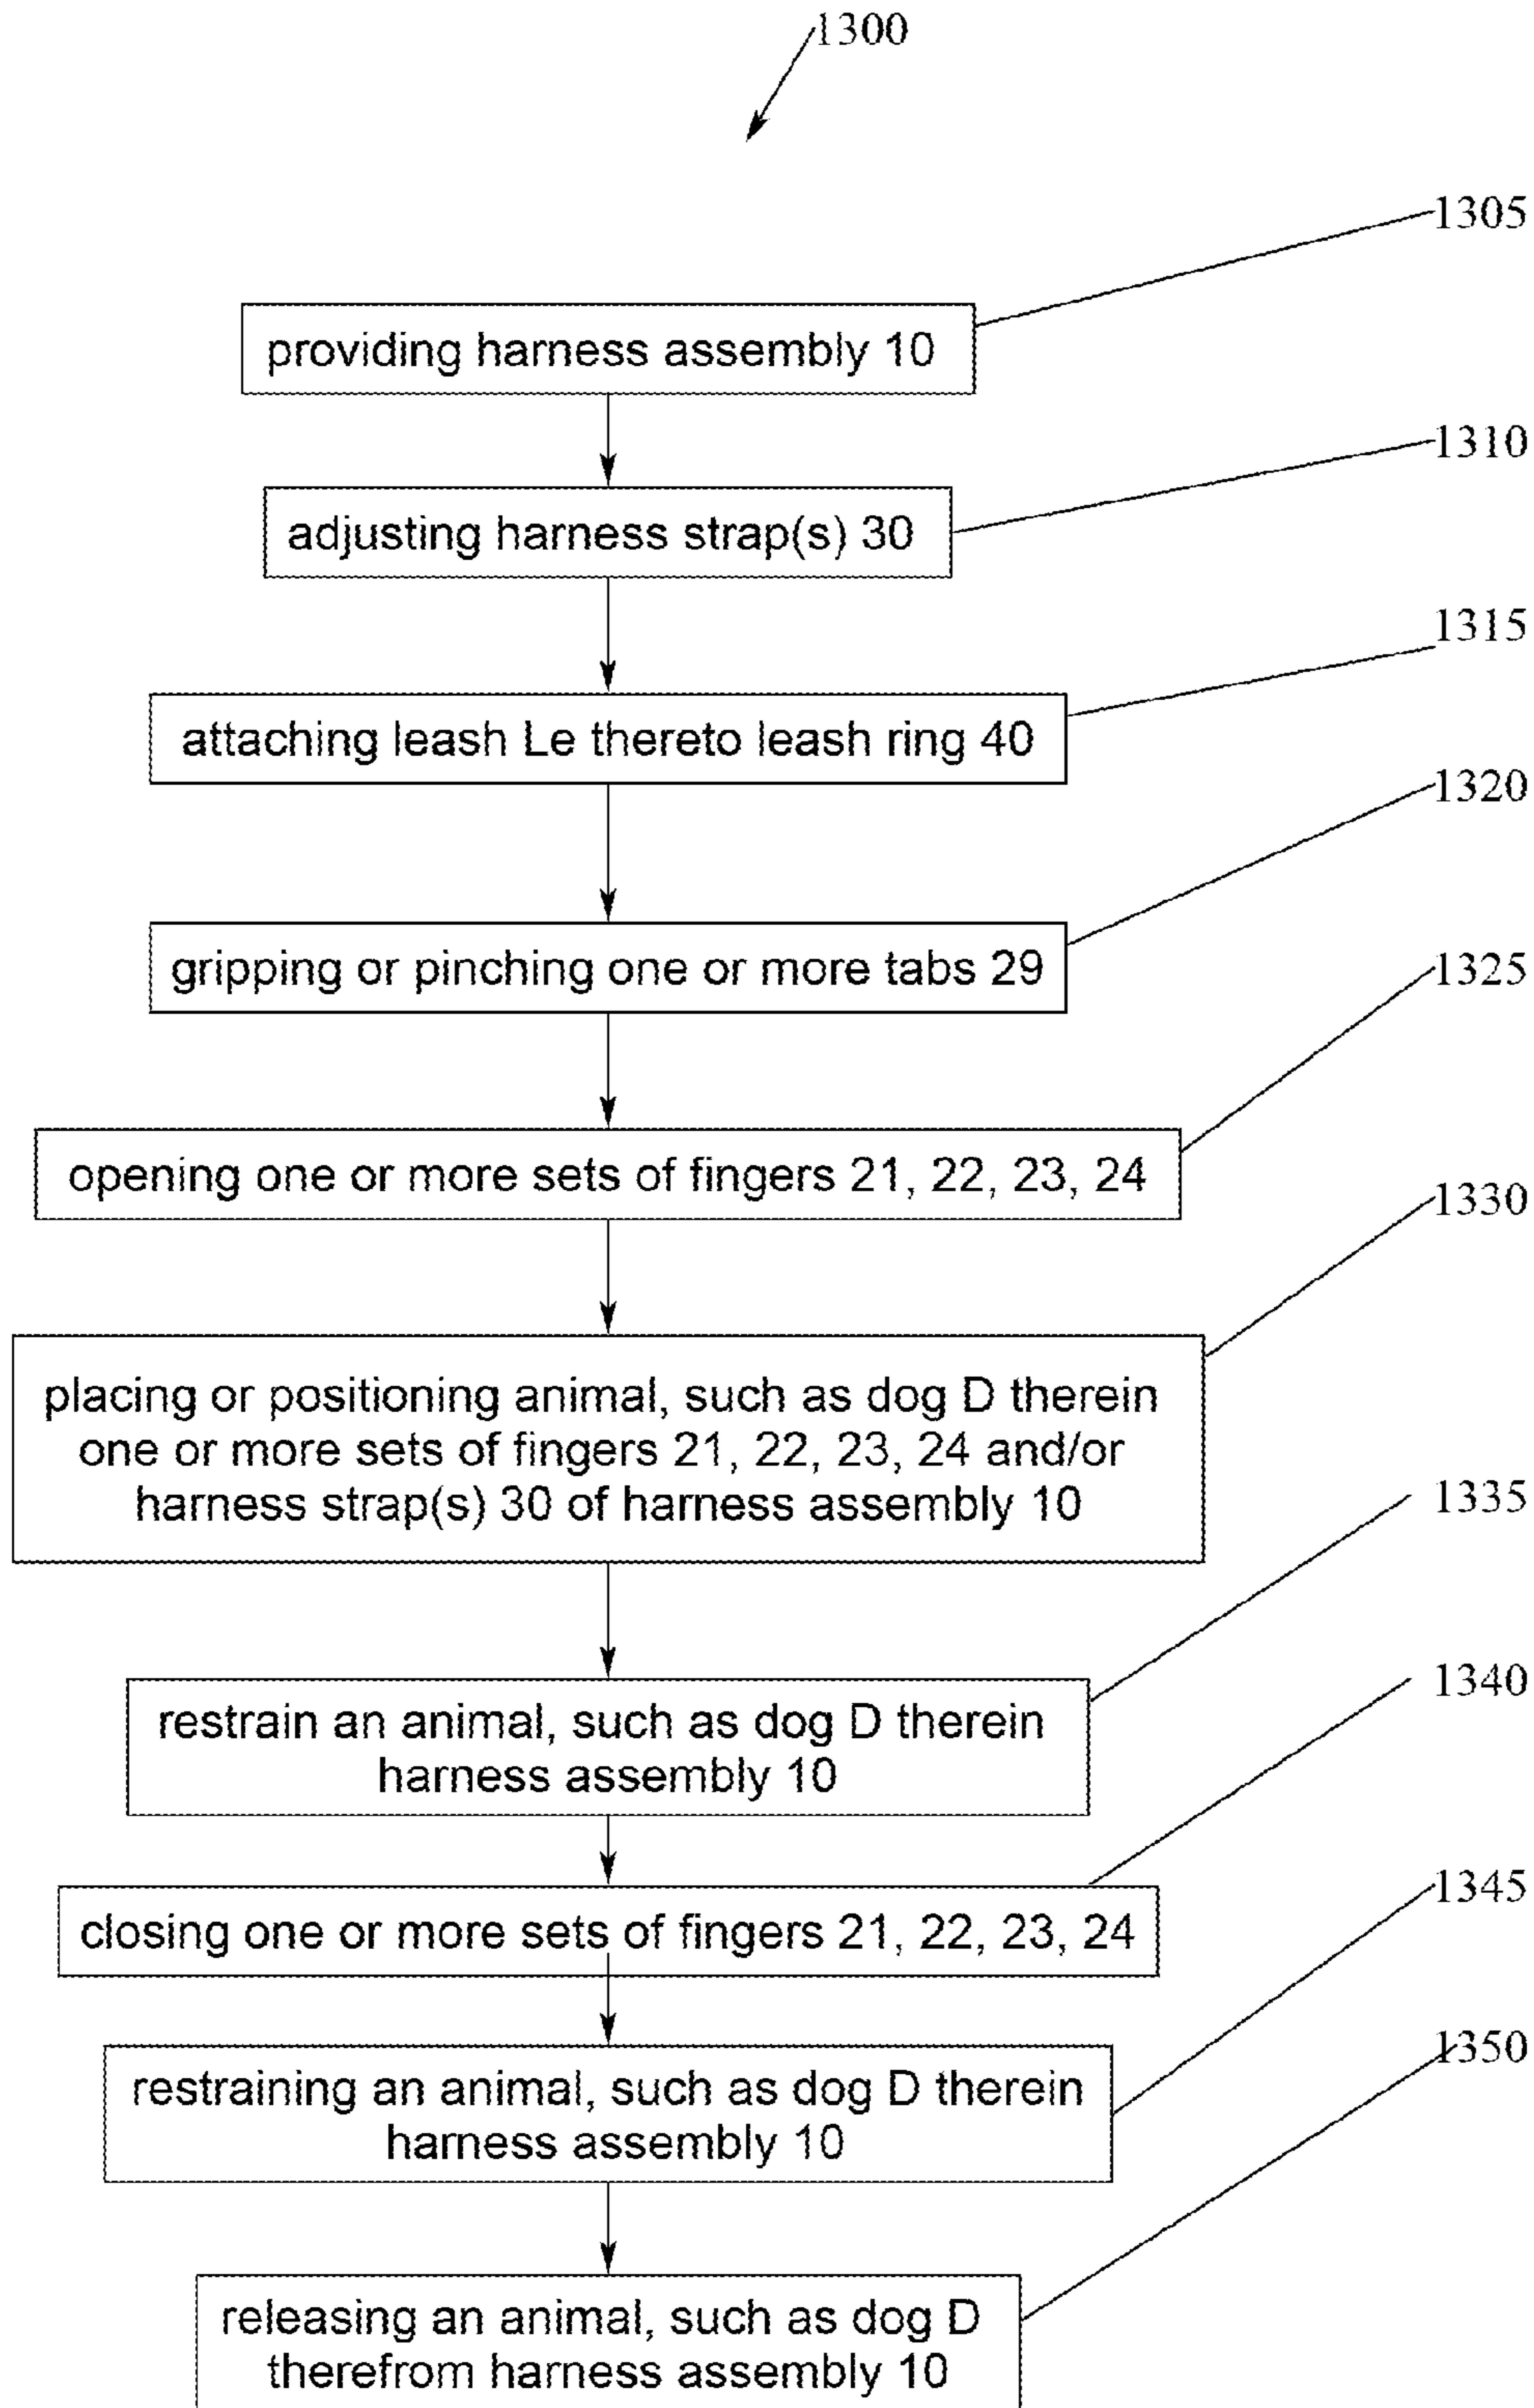 1300
1305
providing harness assembly 10
1310
adjusting harness strap(s) 30
1315
attaching leash Le thereto leash ring 40
1320
gripping or pinching one or more tabs 29
1325
opening one or more sets of fingers 21, 22, 23, 24
1330
placing or positioning animal, such as dog D therein
one or more sets of fingers 21, 22, 23, 24 and/or
harness strap(s) 30 of harness assembly 10
1335
restrain an animal, such as dog D therein
harness assembly 10
1340
closing one or more sets of fingers 21, 22, 23, 24
1345
restraining an animal, such as dog D therein
harness assembly 10
1350
releasing an animal, such as dog D
therefrom harness assembly 10